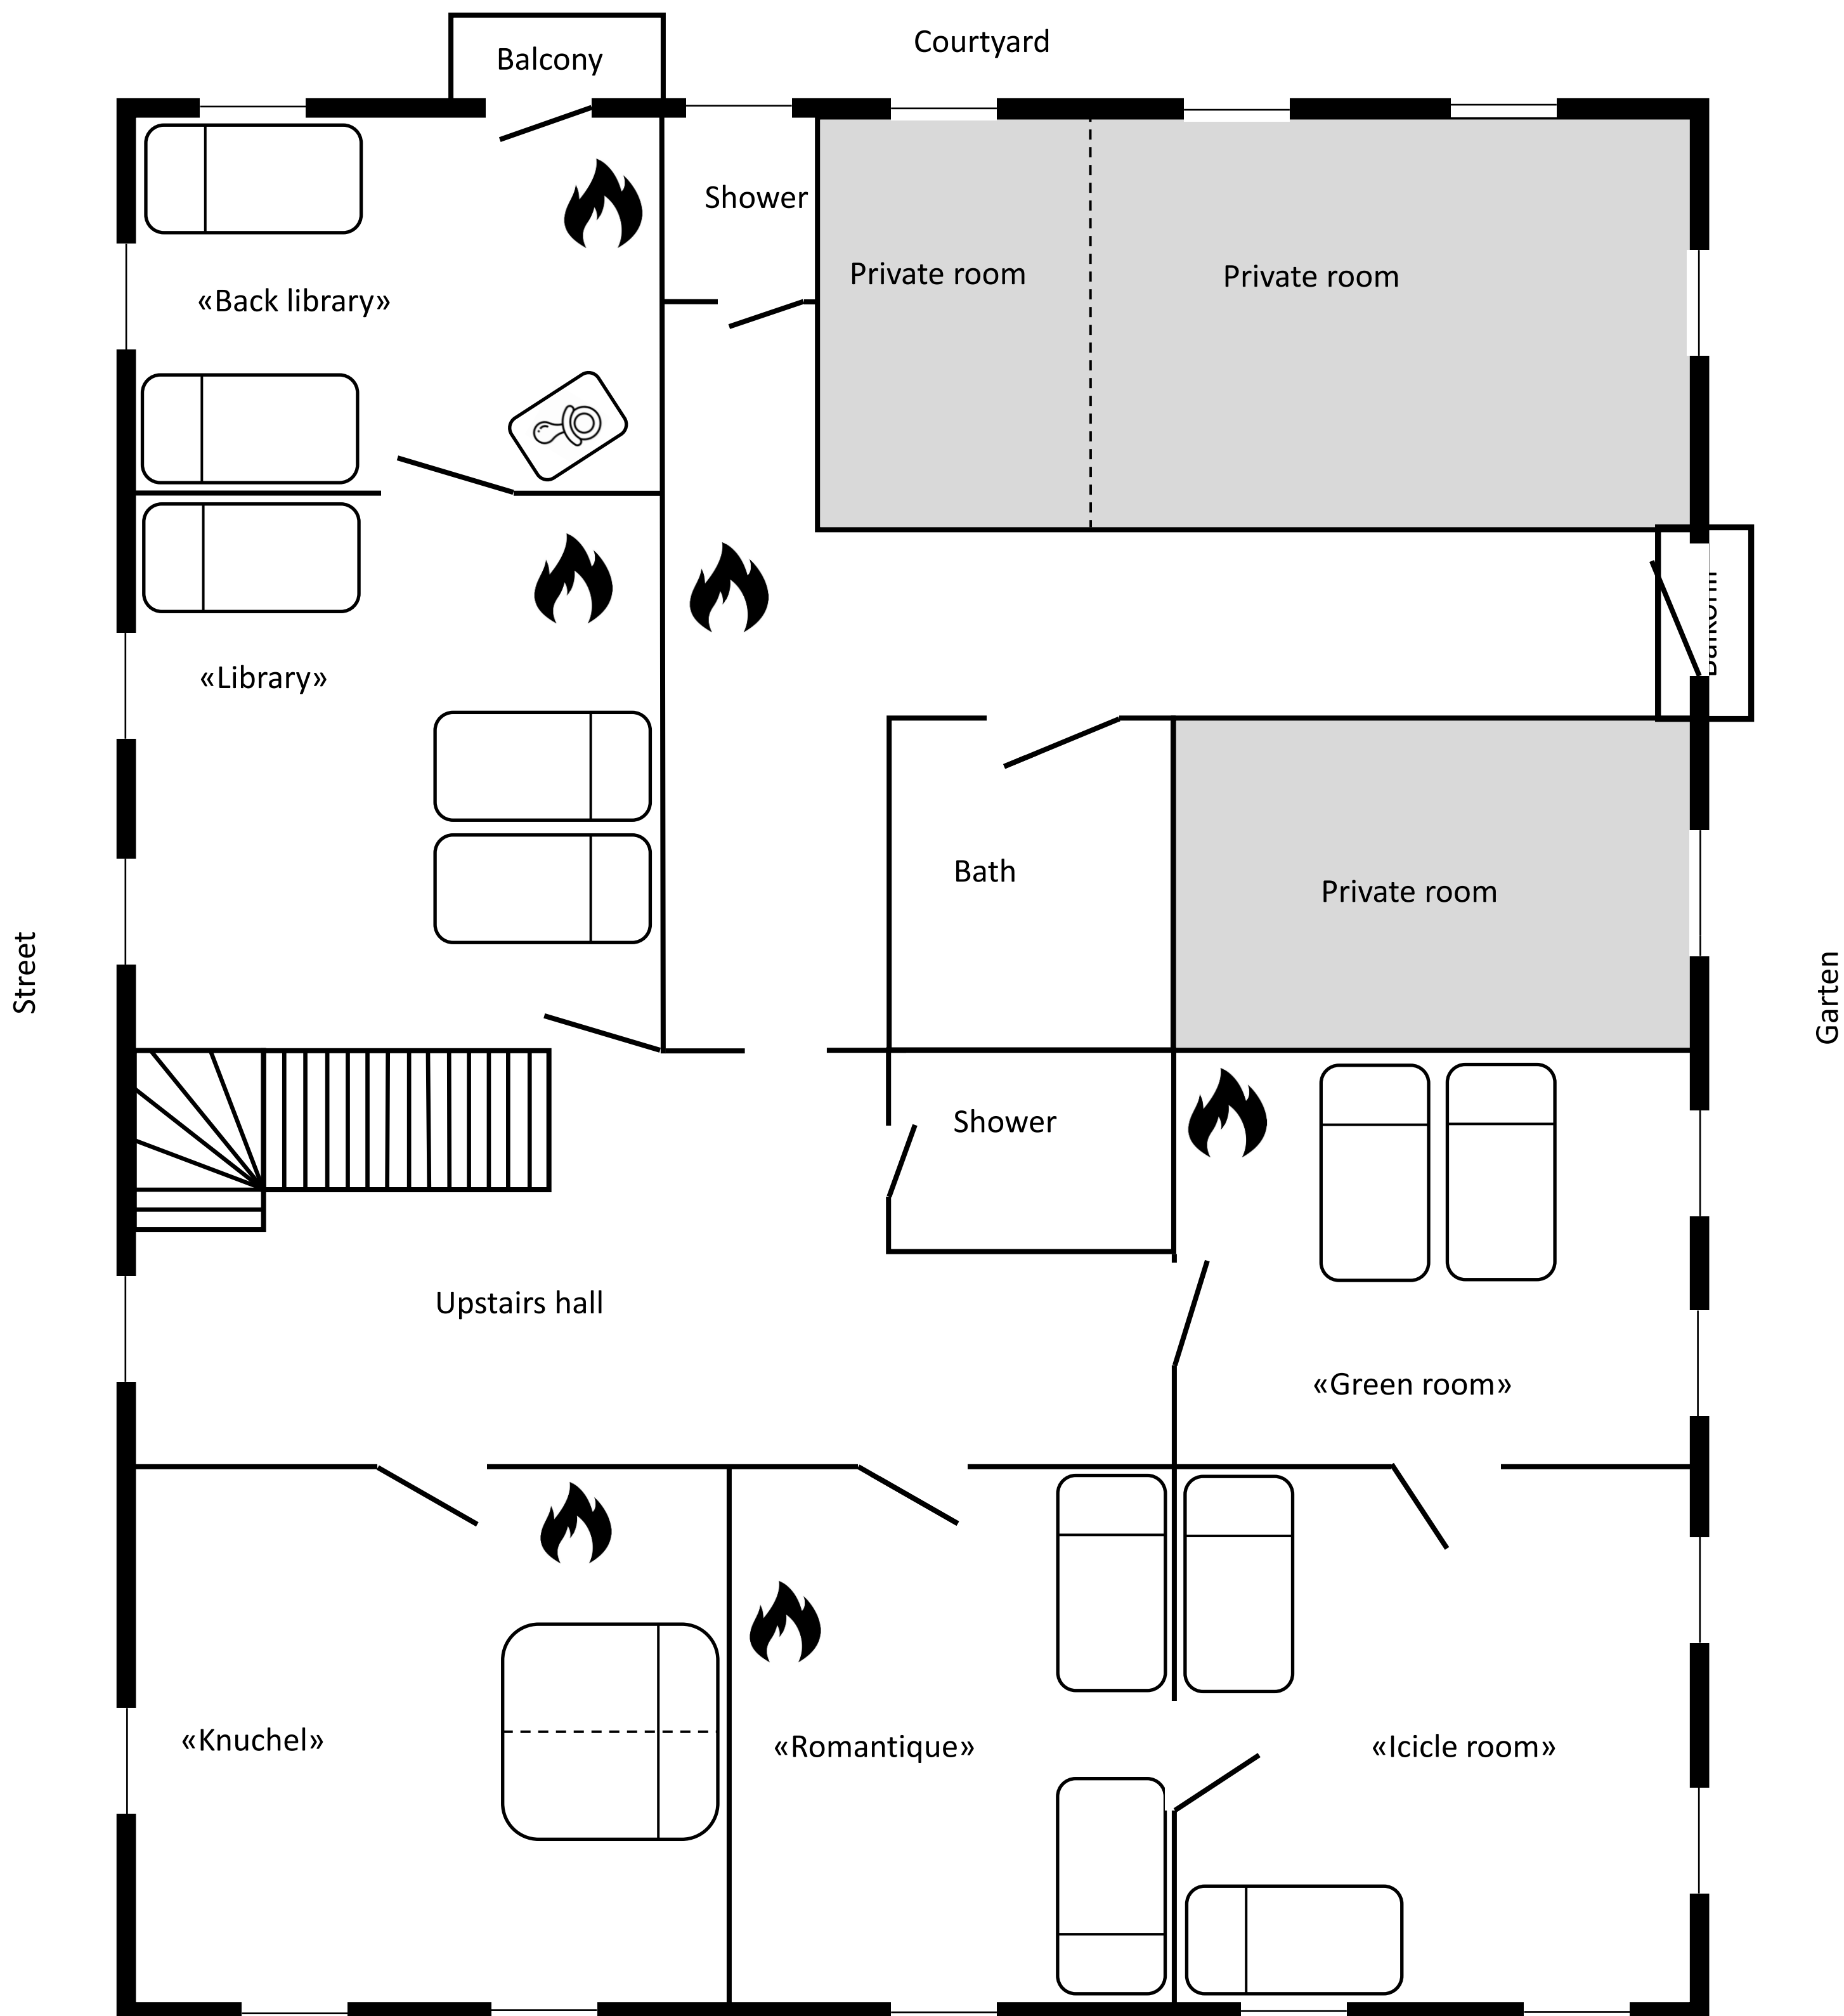 Courtyard
Balcony
Shower
Private room
Private room
«Back library»
«Library»
Bath
Private room
Street
Garten
Shower
Upstairs hall
«Green room»
«Knuchel»
«Romantique»
«Icicle room»